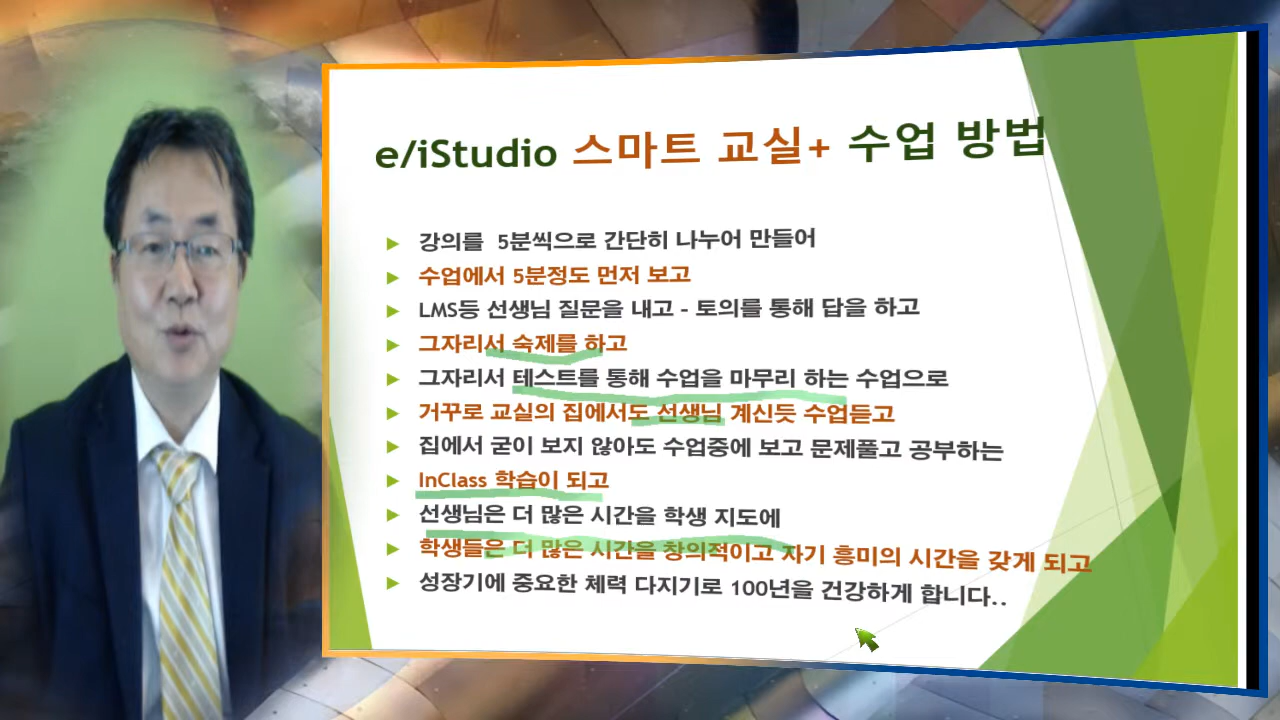 e/iStudio 스마트 교실+ 수업 방법
강의를 5분씩으로 간단히 나누어 만들어
수업에서 5분정도 먼저 보고
LMS등 선생님 질문을 내고 - 토의를 통해 답을 하고
그자리서 숙제를 하고
그자리서 테스트를 통해 수업을 마무리 하는 수업으로
거꾸로 교실의 집에서도 선생님 계신듯 수업듣고
집에서 굳이 보지 않아도 수업중에 보고 문제풀고 공부하는
InClass 학습이 되고
선생님은 더 많은 시간을 학생 지도에
학생들은 더 많은 시간을 창의적이고 자기 흥미의 시간을 갖게 되고
성장기에 중요한 체력 다지기로 100년을 건강하게 합니다..